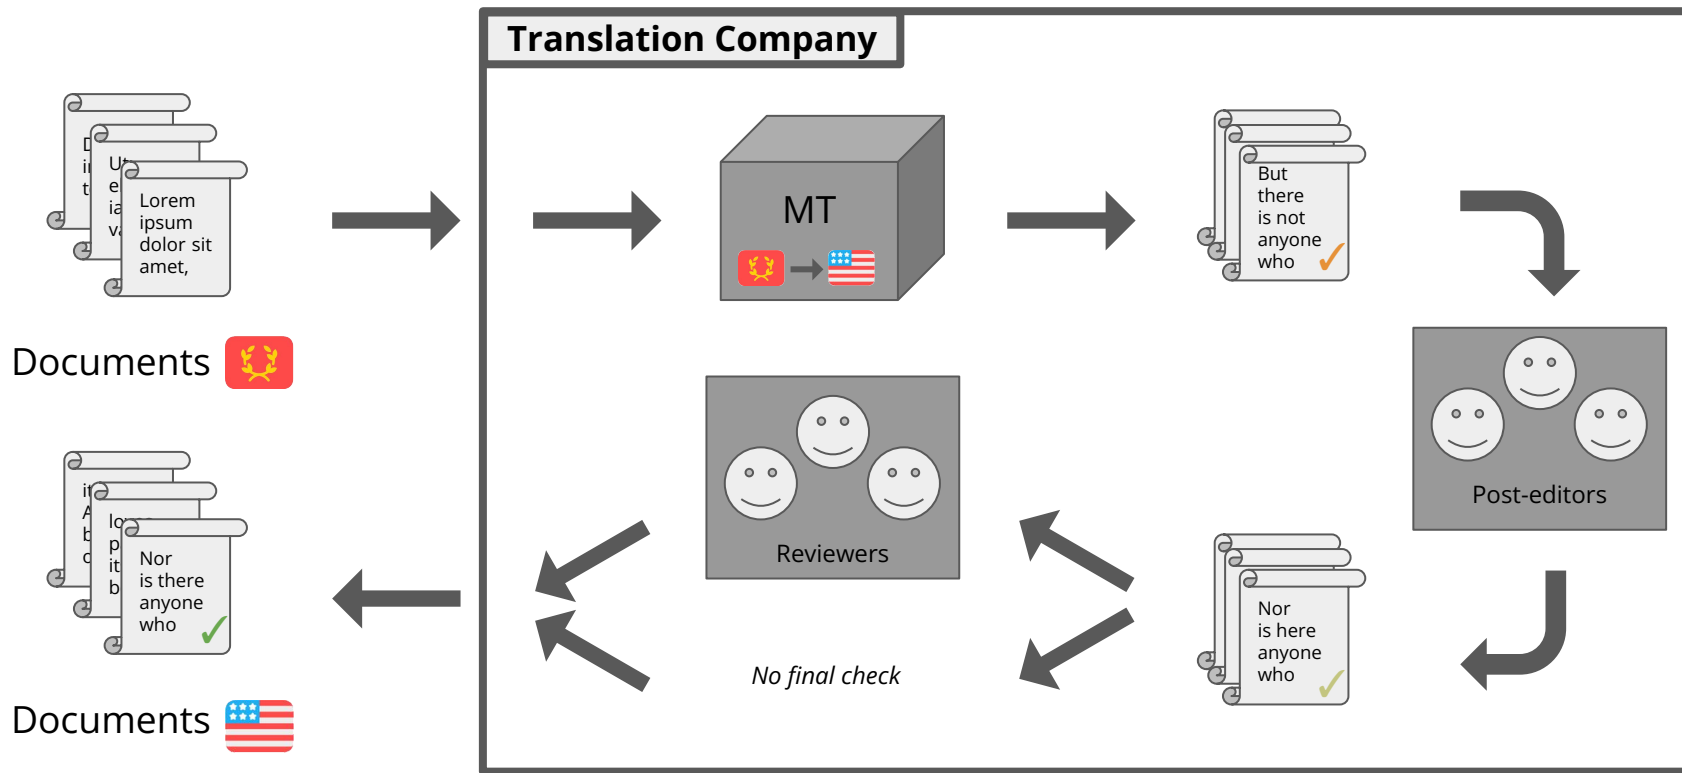 Translation Company
Lorem
ipsum
dolor sit
amet,
Documents
MT
But
there
is not
anyone
who
Post-editors
Reviewers
No final check
Nor
is here
anyone
who
Nor
is there
anyone
who
Documents